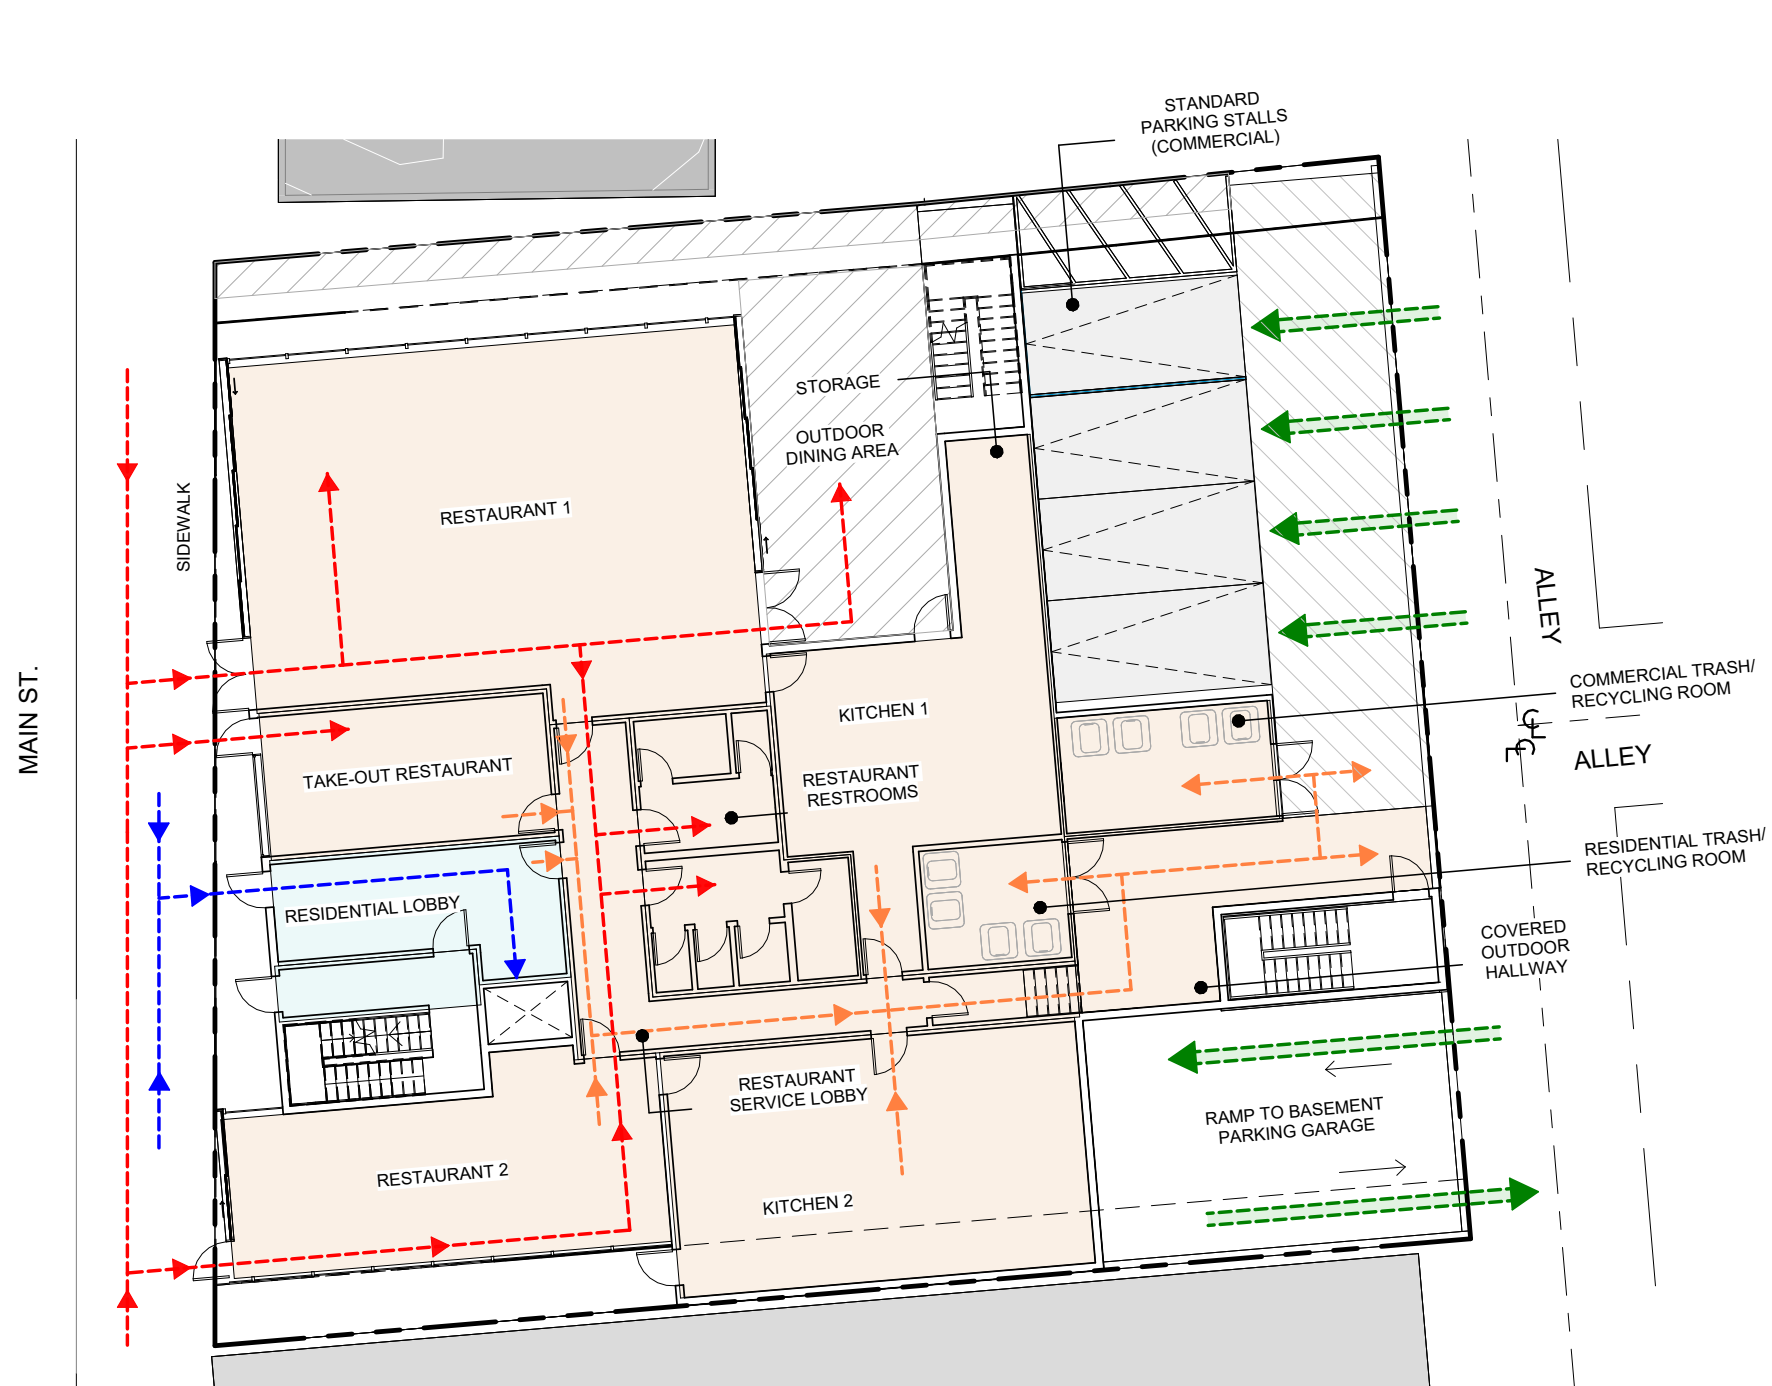 STANDARD
PARKING STALLS
(COMMERCIAL)
STORAGE
OUTDOOR
DINING AREA
SIDEWALK
RESTAURANT 1
ALLEY
COMMERCIAL TRASH/
RECYCLING ROOM
MAIN ST.
KITCHEN 1
ALLEY
TAKE-OUT RESTAURANT
RESTAURANT
RESTROOMS
RESIDENTIAL TRASH/
RECYCLING ROOM
RESIDENTIAL LOBBY
COVERED
OUTDOOR
HALLWAY
RESTAURANT
SERVICE LOBBY
RAMP TO BASEMENT
PARKING GARAGE
RESTAURANT 2
KITCHEN 2